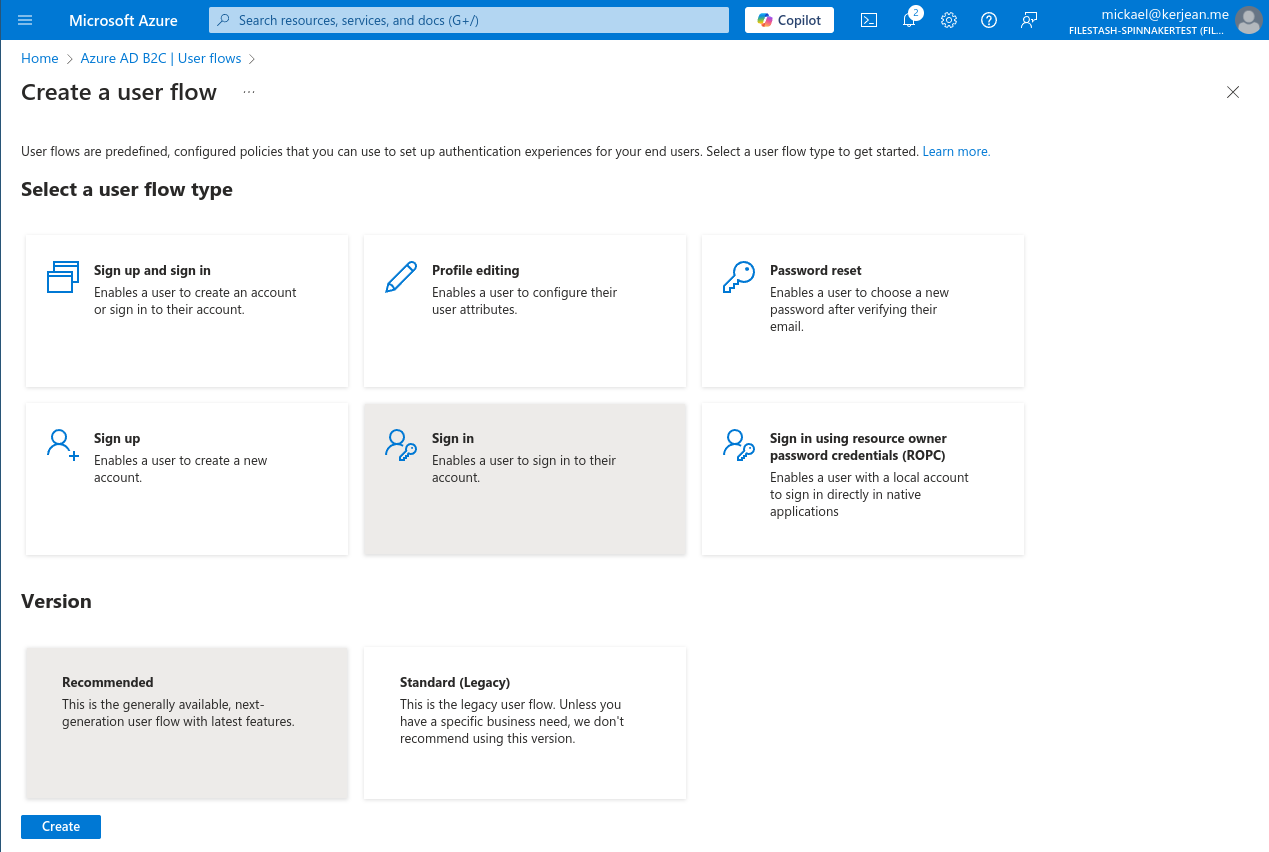 Microsoft Azure
Search resources, services, and docs (G+/)
Copilot
2
mickael@kerjean.me
FILESTASH-SPINNAKERTEST (FIL...
Home > Azure AD B2C | User flows >
Create a user flow ...
User flows are predefined, configured policies that you can use to set up authentication experiences for your end users. Select a user flow type to get started. Learn more.
Select a user flow type
Sign up and sign in
Enables a user to create an account
or sign in to their account.
Profile editing
Enables a user to configure their
user attributes.
Password reset
Enables a user to choose a new
password after verifying their
email.
Sign up
Enables a user to create a new
account.
Sign in
Enables a user to sign in to their
account.
Sign in using resource owner
password credentials (ROPC)
Enables a user with a local account
to sign in directly in native
applications
Version
Recommended
This is the generally available, next-
generation user flow with latest features.
Standard (Legacy)
This is the legacy user flow. Unless you
have a specific business need, we don't
recommend using this version.
Create